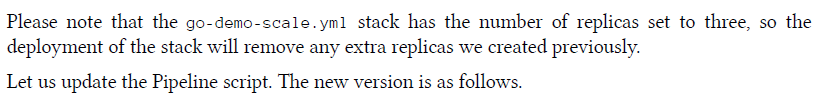 Please note that the go-demo-scale.yml stack has the number of replicas set to three, so the
deployment of the stack will remove any extra replicas we created previously.
Let us update the Pipeline script. The new version is as follows.